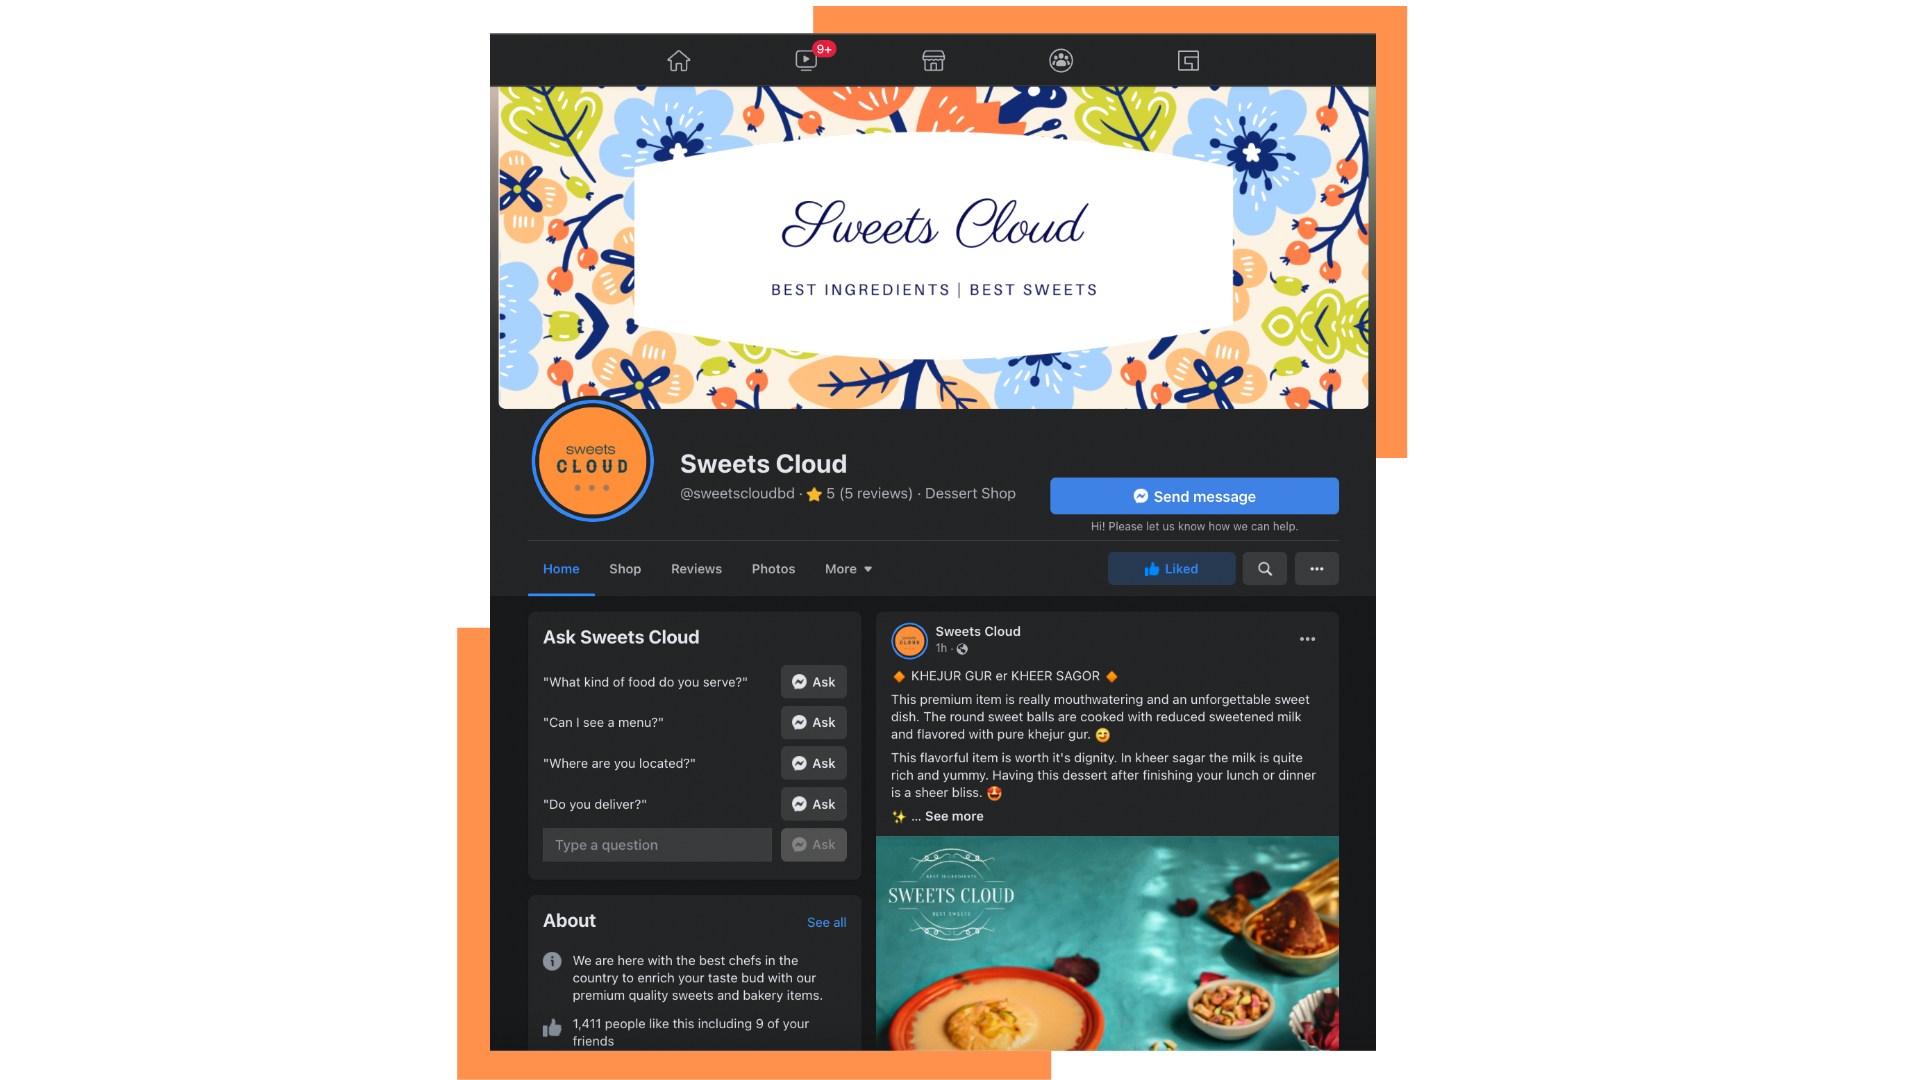 9+
Sweets Cloud
BEST INGREDIENTS | BEST SWEETS
sweets
CLOUD
Sweets Cloud
@sweetscloudbd · 5 (5 reviews) · Dessert Shop
Send message
Hi! Please let us know how we can help.
Home Shop Reviews Photos More
Liked
Ask Sweets Cloud
"What kind of food do you serve?" Ask
"Can I see a menu?" Ask
"Where are you located?" Ask
"Do you deliver?" Ask
Type a question Ask
About See all
We are here with the best chefs in the
country to enrich your taste bud with our
premium quality sweets and bakery items.
1,411 people like this including 9 of your
friends
Sweets Cloud
1h ·
🔶 KHEJUR GUR er KHEER SAGOR 🔶
This premium item is really mouthwatering and an unforgettable sweet
dish. The round sweet balls are cooked with reduced sweetened milk
and flavored with pure khejur gur. 😋
This flavorful item is worth it's dignity. In kheer sagar the milk is quite
rich and yummy. Having this dessert after finishing your lunch or dinner
is a sheer bliss. 🤩
✨ ... See more
BEST INGREDIENTS
SWEETS CLOUD
BEST SWEETS